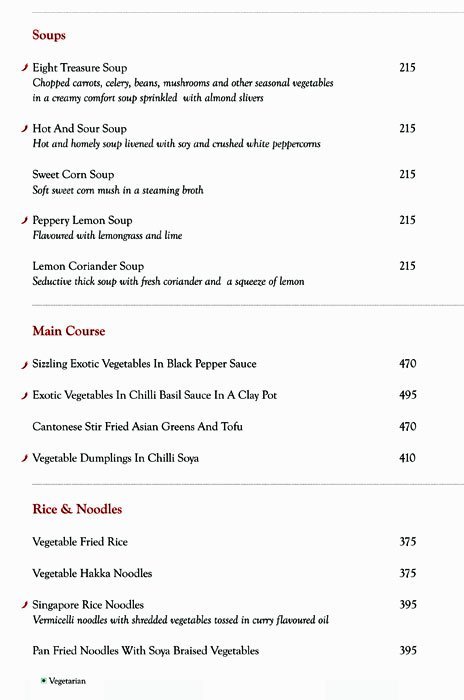 Soups
Eight Treasure Soup 215
Chopped carrots, celery, beans, mushrooms and other seasonal vegetables
in a creamy comfort soup sprinkled with almond slivers
Hot And Sour Soup 215
Hot and homely soup livened with soy and crushed white peppercorns
Sweet Corn Soup 215
Soft sweet corn mush in a steaming broth
Peppery Lemon Soup 215
Flavoured with lemongrass and lime
Lemon Coriander Soup 215
Seductive thick soup with fresh coriander and a squeeze of lemon
Main Course
Sizzling Exotic Vegetables In Black Pepper Sauce 470
Exotic Vegetables In Chilli Basil Sauce In A Clay Pot 495
Cantonese Stir Fried Asian Greens And Tofu 470
Vegetable Dumplings In Chilli Soya 410
Rice & Noodles
Vegetable Fried Rice 375
Vegetable Hakka Noodles 375
Singapore Rice Noodles 395
Vermicelli noodles with shredded vegetables tossed in curry flavoured oil
Pan Fried Noodles With Soya Braised Vegetables 395
Vegetarian